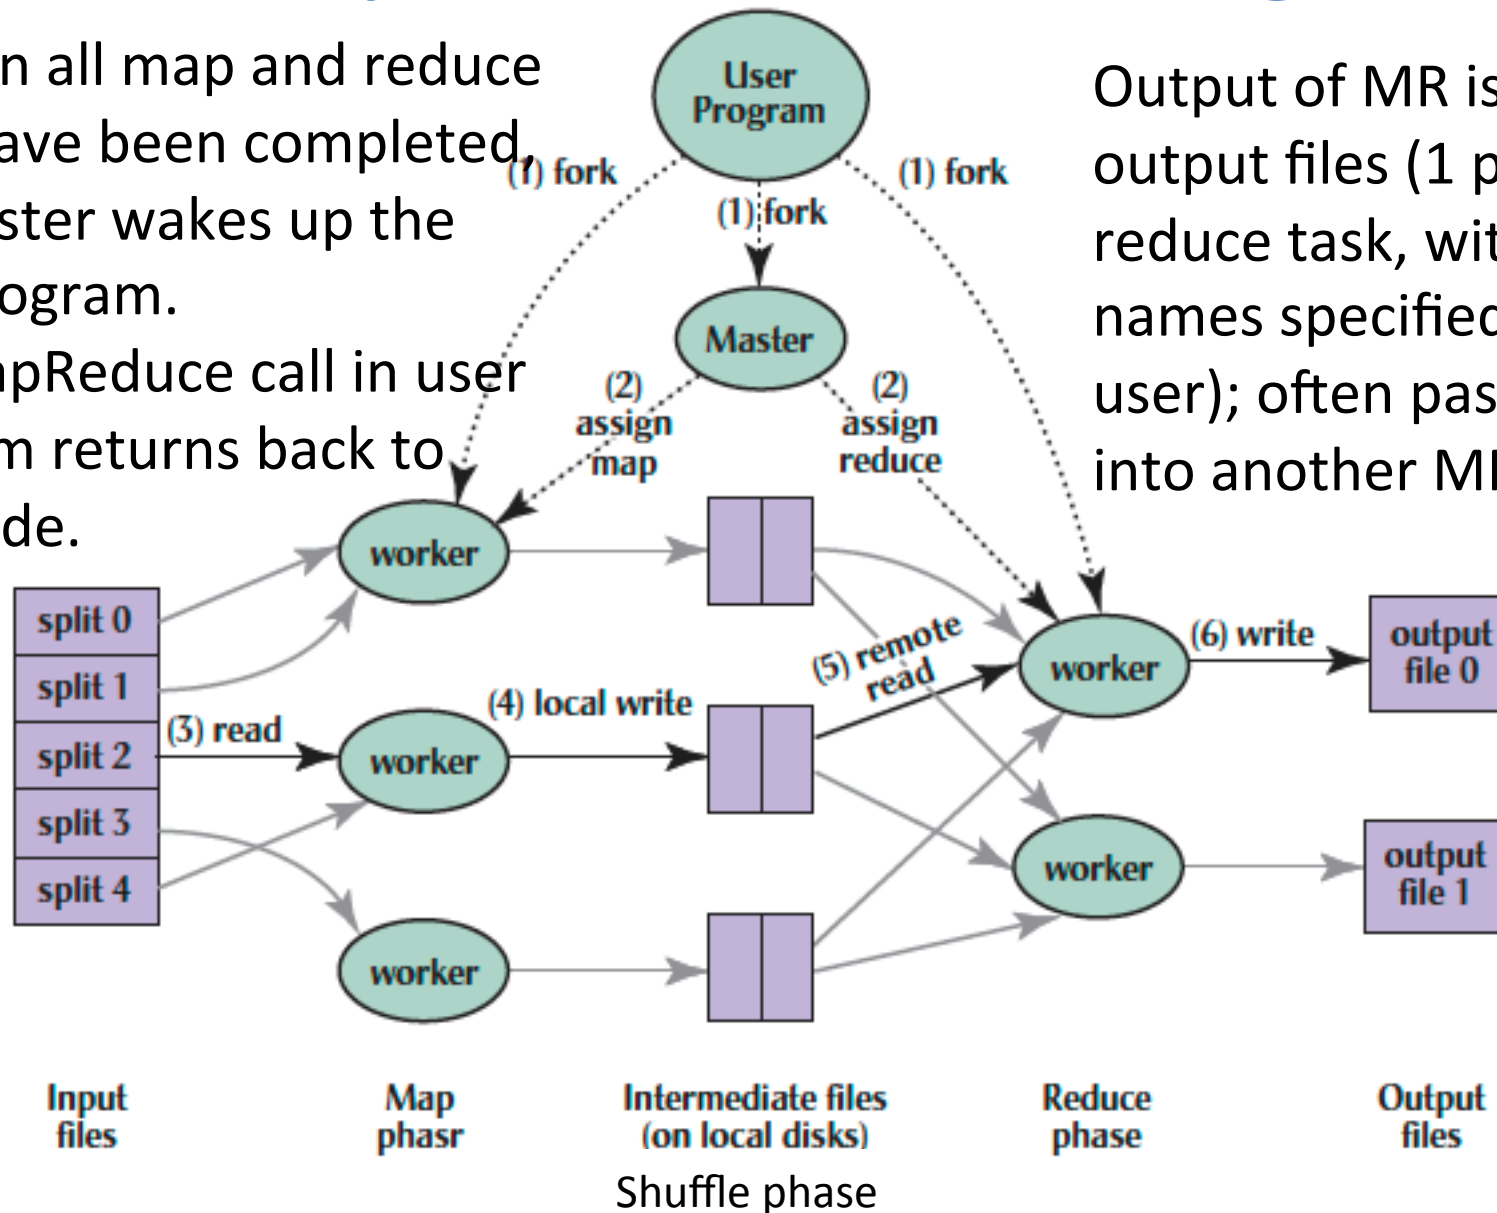 n all map and reduce
ave been completed,
ster wakes up the
ogram.
apReduce call in user
m returns back to
de.
User
Program
Output of MR is
output files (1 p
reduce task, wit
names specified
user); often pas
into another MR
(1) fork
(1) fork
(1) fork
Master
(2)
assign
map
(2)
assign
reduce
split 0
split 1
split 2
split 3
split 4
(3) read
worker
worker
worker
(4) local write
(5) remote
read
worker
worker
(6) write
output
file 0
output
file 1
Input
files
Map
phasr
Intermediate files
(on local disks)
Reduce
phase
Output
files
Shuffle phase